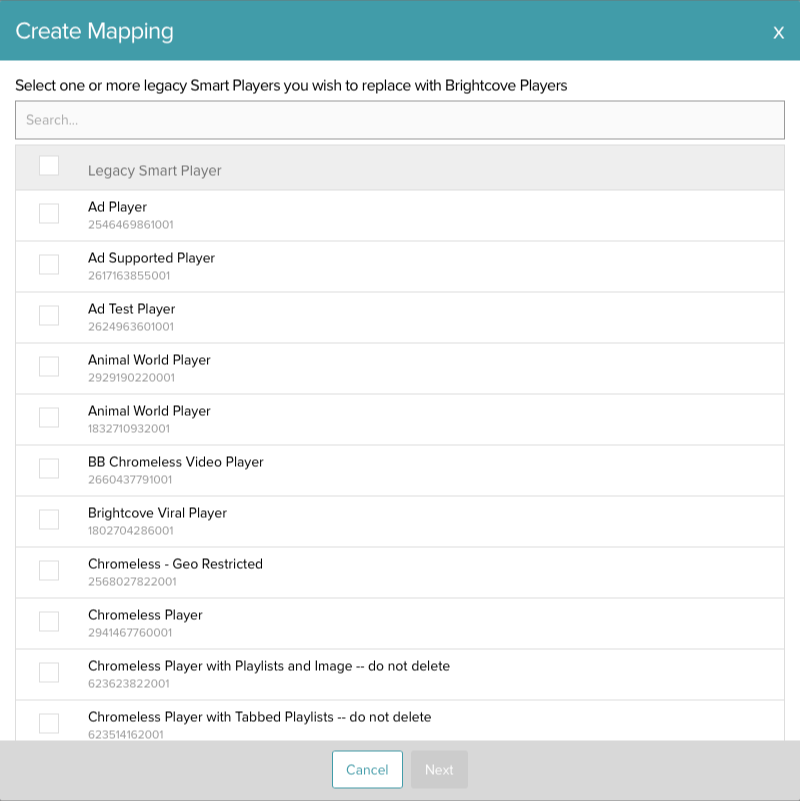 Create Mapping
X
Select one or more legacy Smart Players you wish to replace with Brightcove Players
Search...
Legacy Smart Player
Ad Player
2546469861001
Ad Supported Player
2617163855001
Ad Test Player
2624963601001
Animal World Player
2929190220001
Animal World Player
1832710932001
BB Chromeless Video Player
2660437791001
Brightcove Viral Player
1802704286001
Chromeless - Geo Restricted
2568027822001
Chromeless Player
2941467760001
Chromeless Player with Playlists and Image -- do not delete
623623822001
Chromeless Player with Tabbed Playlists -- do not delete
623514162001
Cancel
Next